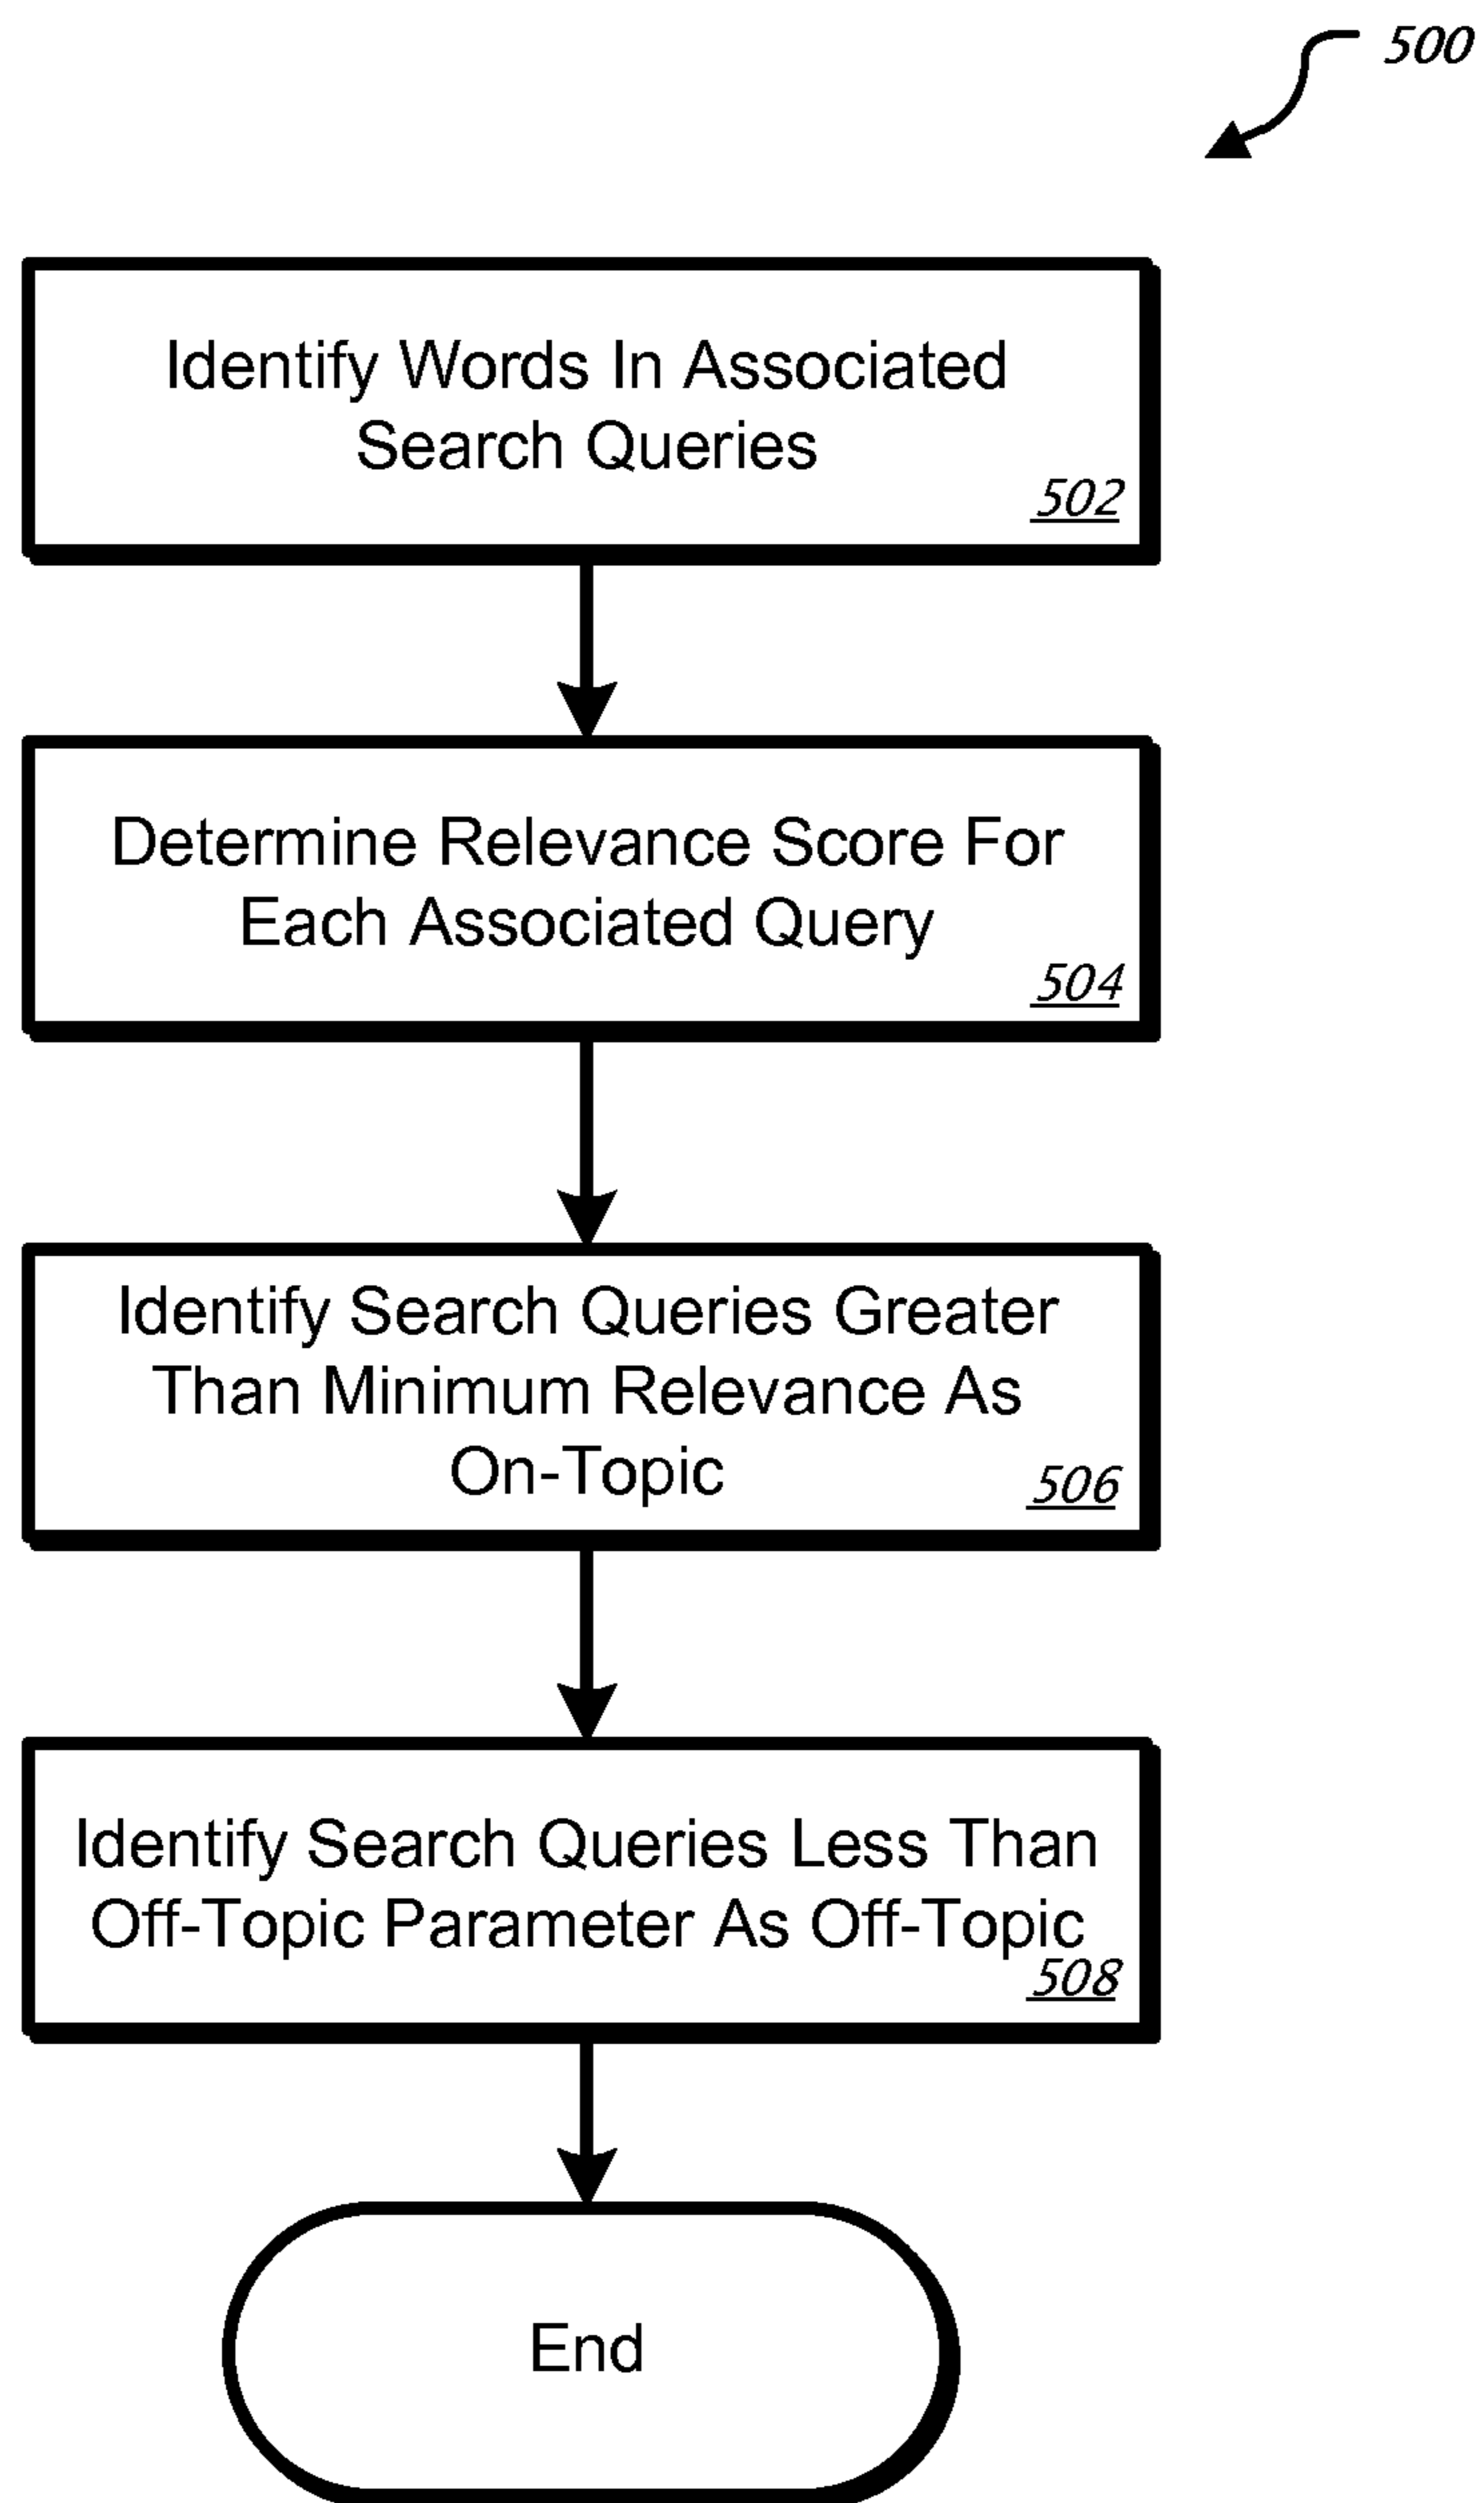 500
Identify Words In Associated
Search Queries
502
Determine Relevance Score For
Each Associated Query
504
Identify Search Queries Greater
Than Minimum Relevance As
On-Topic
506
Identify Search Queries Less Than
Off-Topic Parameter As Off-Topic
508
End